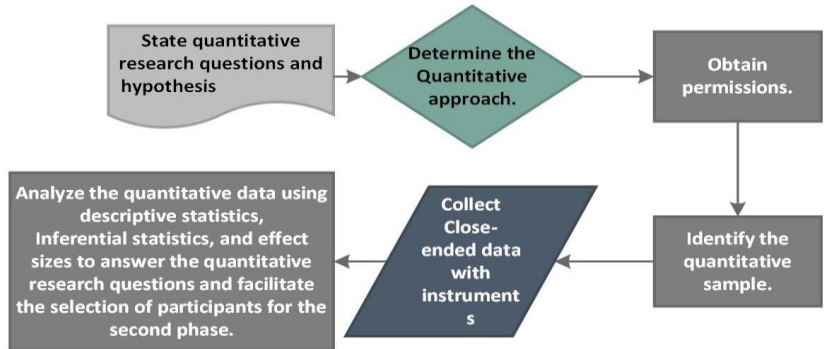 State quantitative
research questions and
hypothesis
Determine the
Quantitative
approach.
Obtain
permissions.
Identify the
quantitative
sample.
Collect
Close-
ended data
with
instrument
s
Analyze the quantitative data using
descriptive statistics,
Inferential statistics, and effect
sizes to answer the quantitative
research questions and facilitate
the selection of participants for the
second phase.